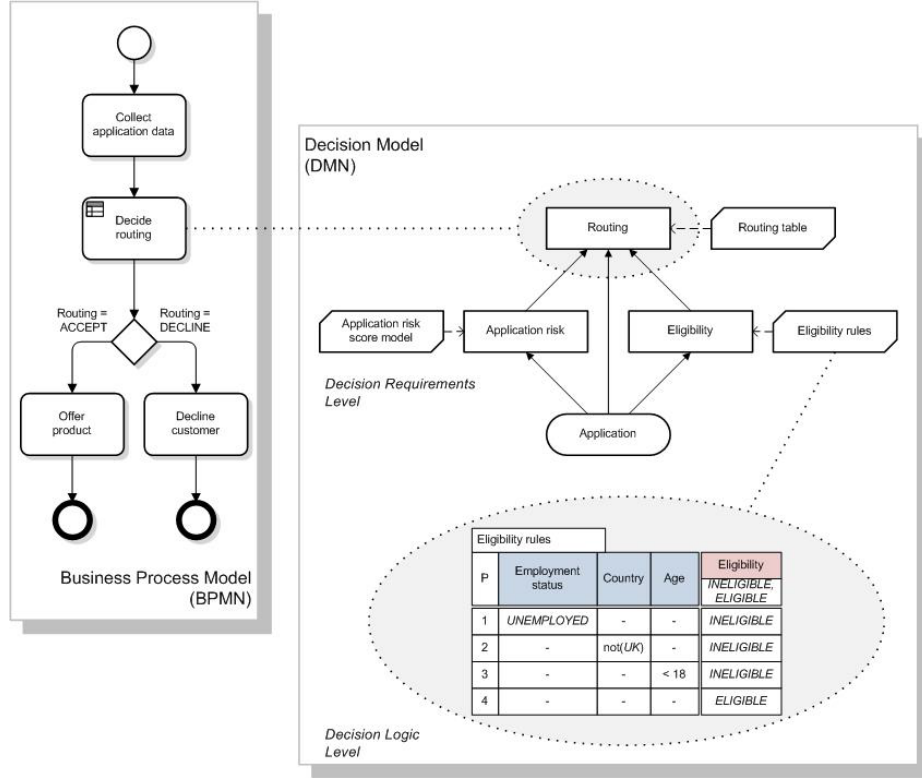 Collect
application data
Decide
routing
Routing =
ACCEPT
Routing =
DECLINE
Offer
product
Decline
customer
Business Process Model
(BPMN)
Decision Model
(DMN)
Routing
Routing table
Application risk
score model
Application risk
Eligibility
Eligibility rules
Decision Requirements
Level
Application
Eligibility rules
P
Employment
status
Country
Age
Eligibility
INELIGIBLE,
ELIGIBLE
1 UNEMPLOYED - - INELIGIBLE
2 - not(UK) - INELIGIBLE
3 - - < 18 INELIGIBLE
4 - - - ELIGIBLE
Decision Logic
Level